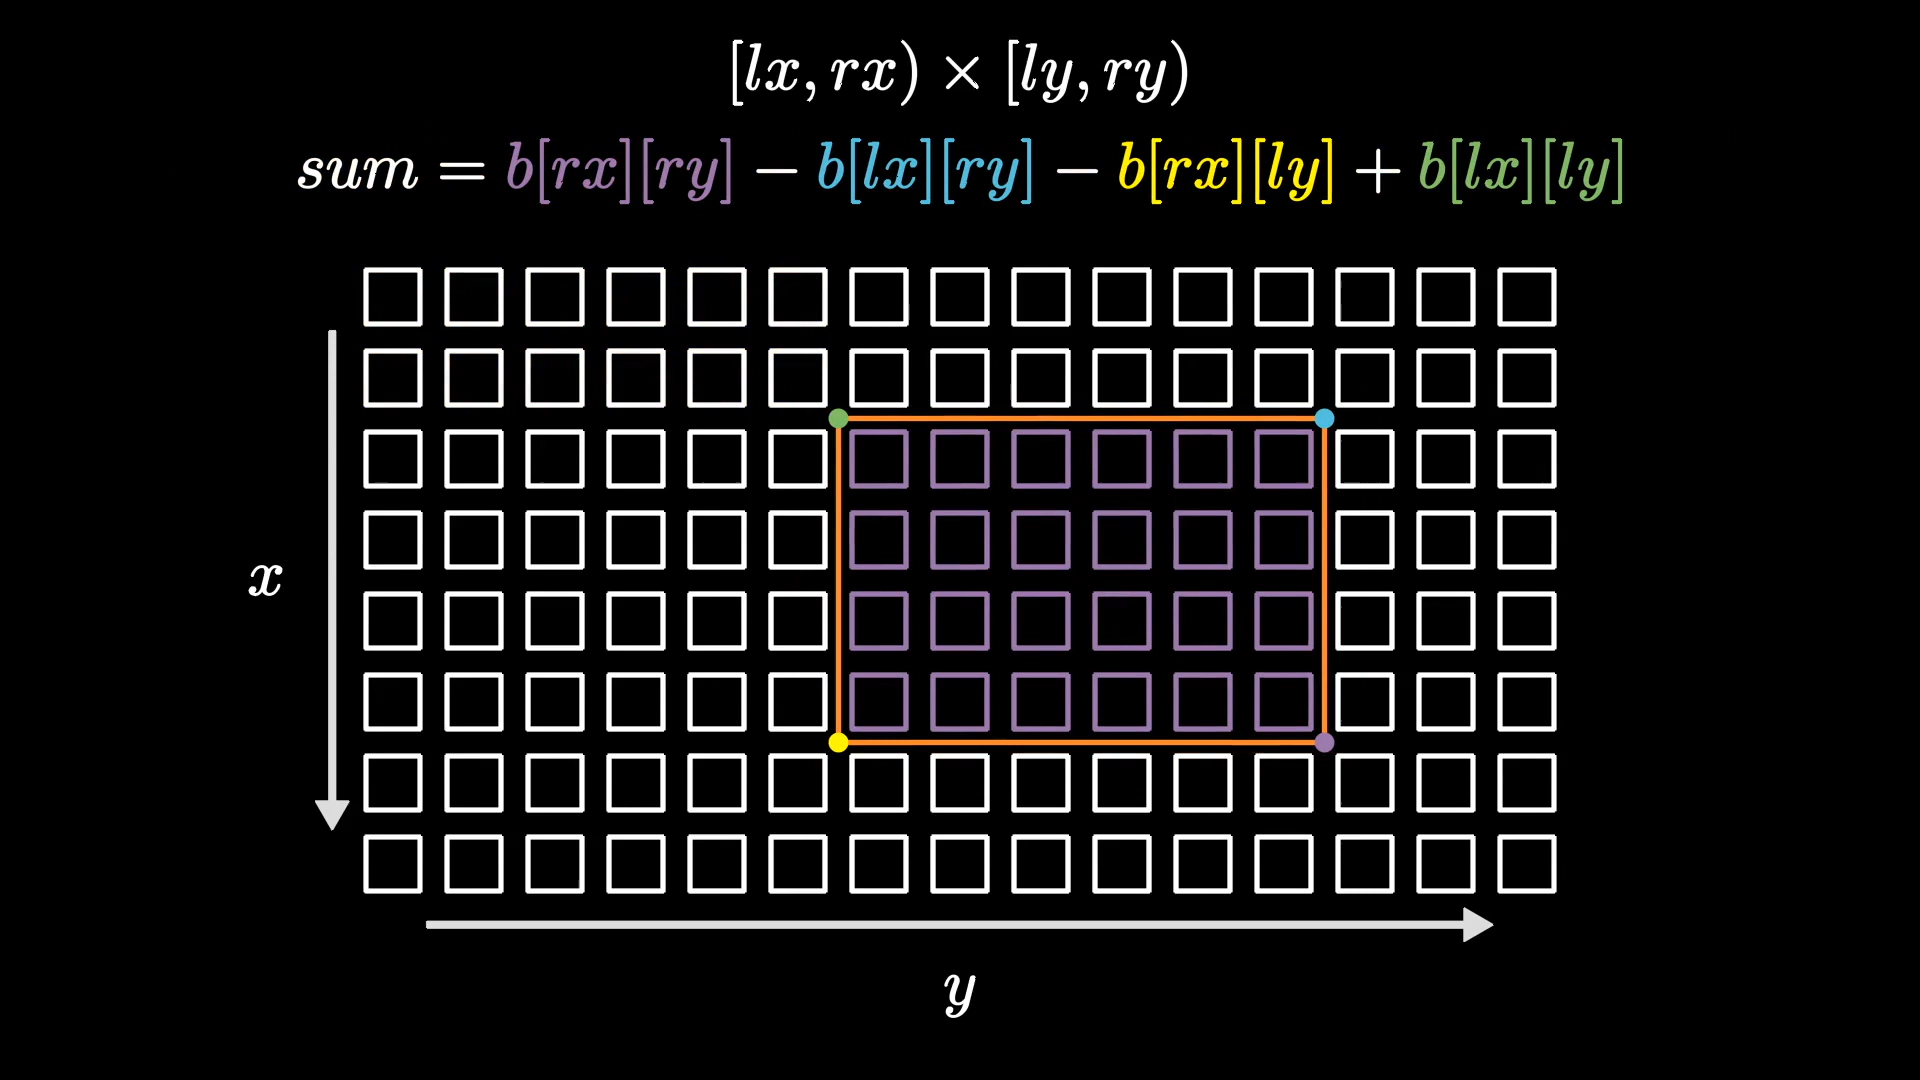 [lx, rx) × [ly, ry)
sum = b[rx][ry] − b[lx][ry] − b[rx][ly] + b[lx][ly]
x
y